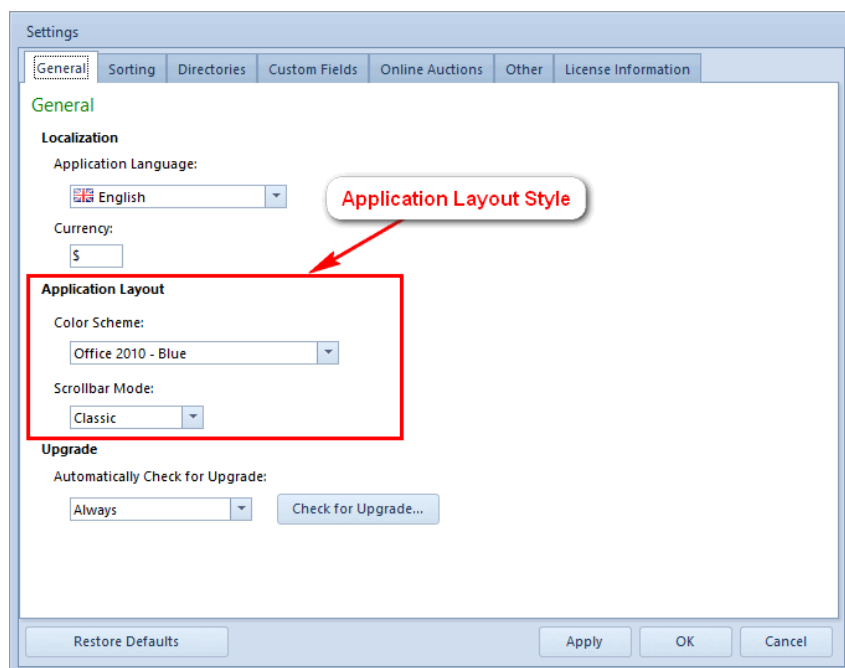 Settings
General Sorting Directories Custom Fields Online Auctions Other License Information
General
Localization
Application Language:
English
Application Layout Style
Currency:
$
Application Layout
Color Scheme:
Office 2010 - Blue
Scrollbar Mode:
Classic
Upgrade
Automatically Check for Upgrade:
Always Check for Upgrade...
Restore Defaults Apply OK Cancel